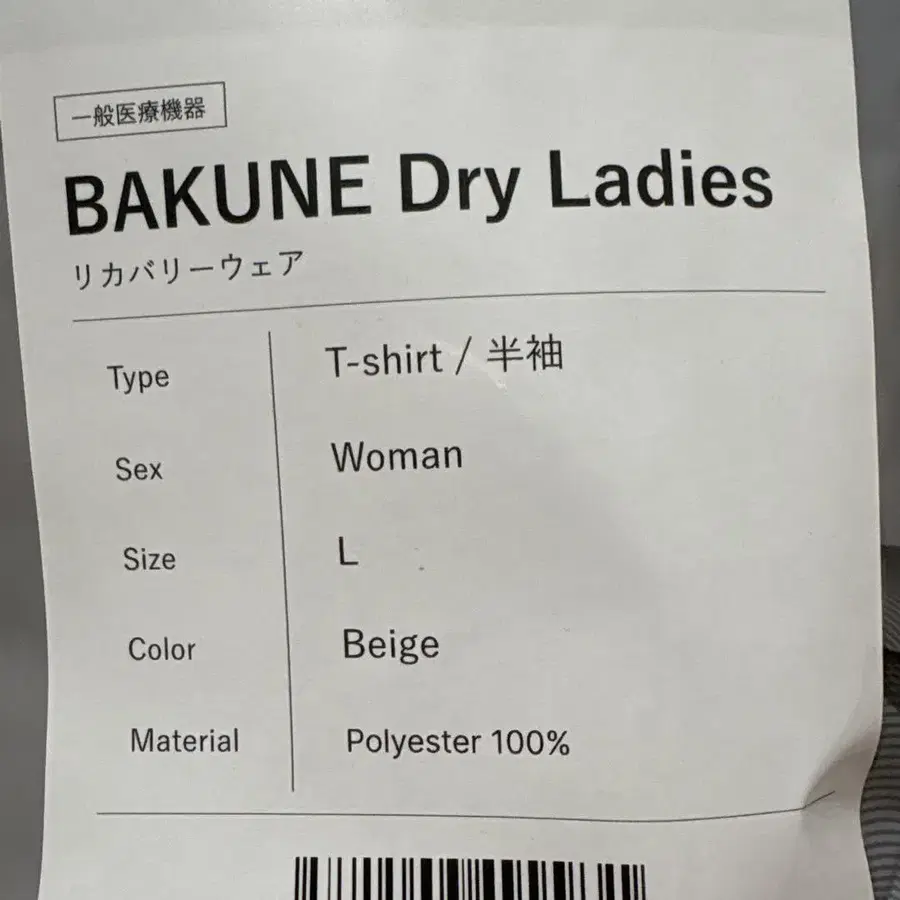 一般医療機器
BAKUNE Dry Ladies
リカバリーウェア
Type T-shirt / 半袖
Sex Woman
Size L
Color Beige
Material Polyester 100%